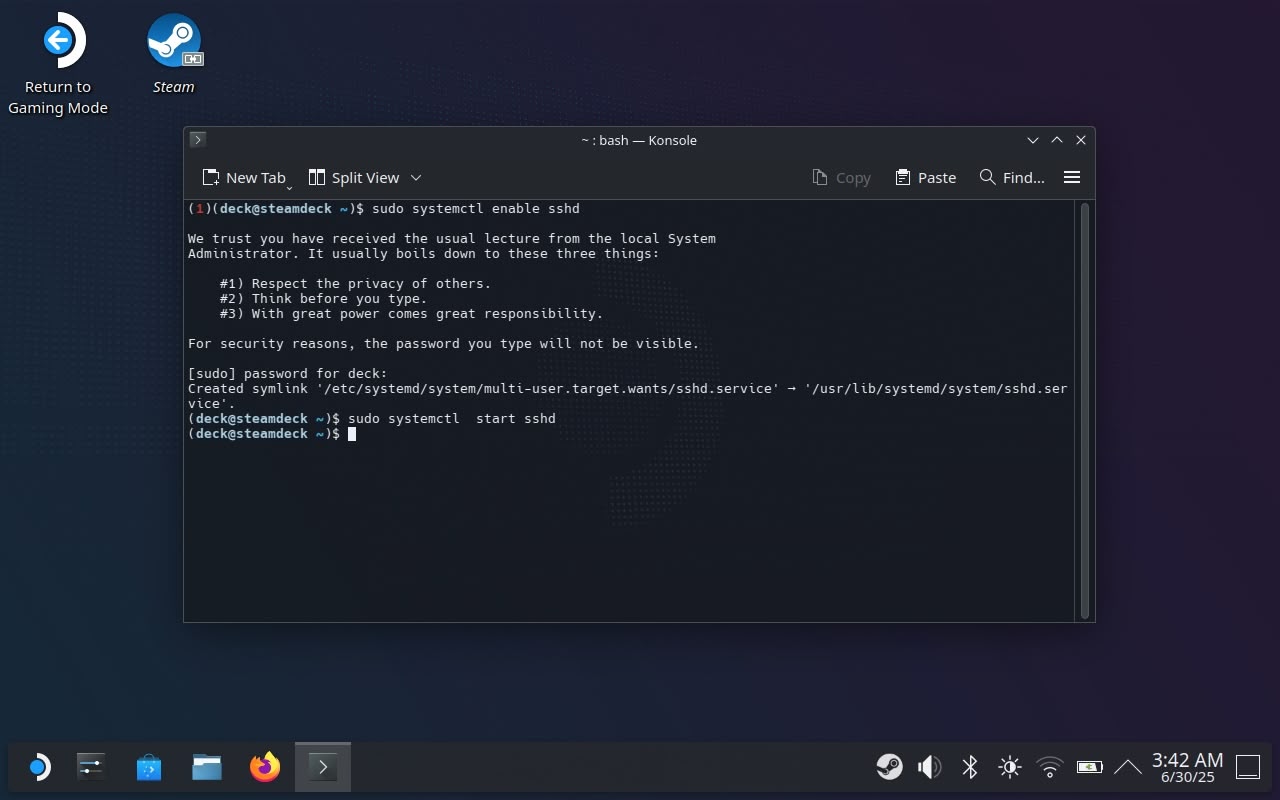 Return to
Gaming Mode
Steam
~ : bash — Konsole
New Tab
Split View
Copy
Paste
Find...
(1)(deck@steamdeck ~)$ sudo systemctl enable sshd
We trust you have received the usual lecture from the local System
Administrator. It usually boils down to these three things:
#1) Respect the privacy of others.
#2) Think before you type.
#3) With great power comes great responsibility.
For security reasons, the password you type will not be visible.
[sudo] password for deck:
Created symlink '/etc/systemd/system/multi-user.target.wants/sshd.service' → '/usr/lib/systemd/system/sshd.ser
vice'.
(deck@steamdeck ~)$ sudo systemctl  start sshd
(deck@steamdeck ~)$
3:42 AM
6/30/25